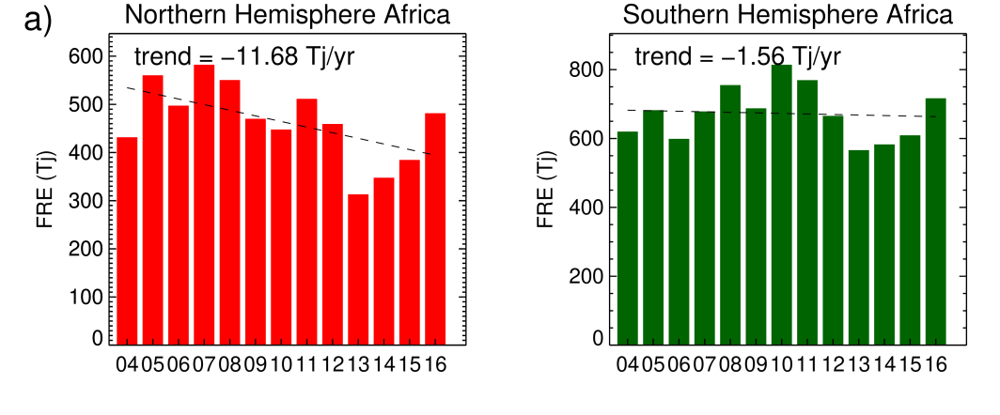 a)
Northern Hemisphere Africa
trend = −11.68 Tj/yr
FRE (Tj)
600
500
400
300
200
100
0
04 05 06 07 08 09 10 11 12 13 14 15 16
Southern Hemisphere Africa
trend = −1.56 Tj/yr
FRE (Tj)
800
600
400
200
0
04 05 06 07 08 09 10 11 12 13 14 15 16